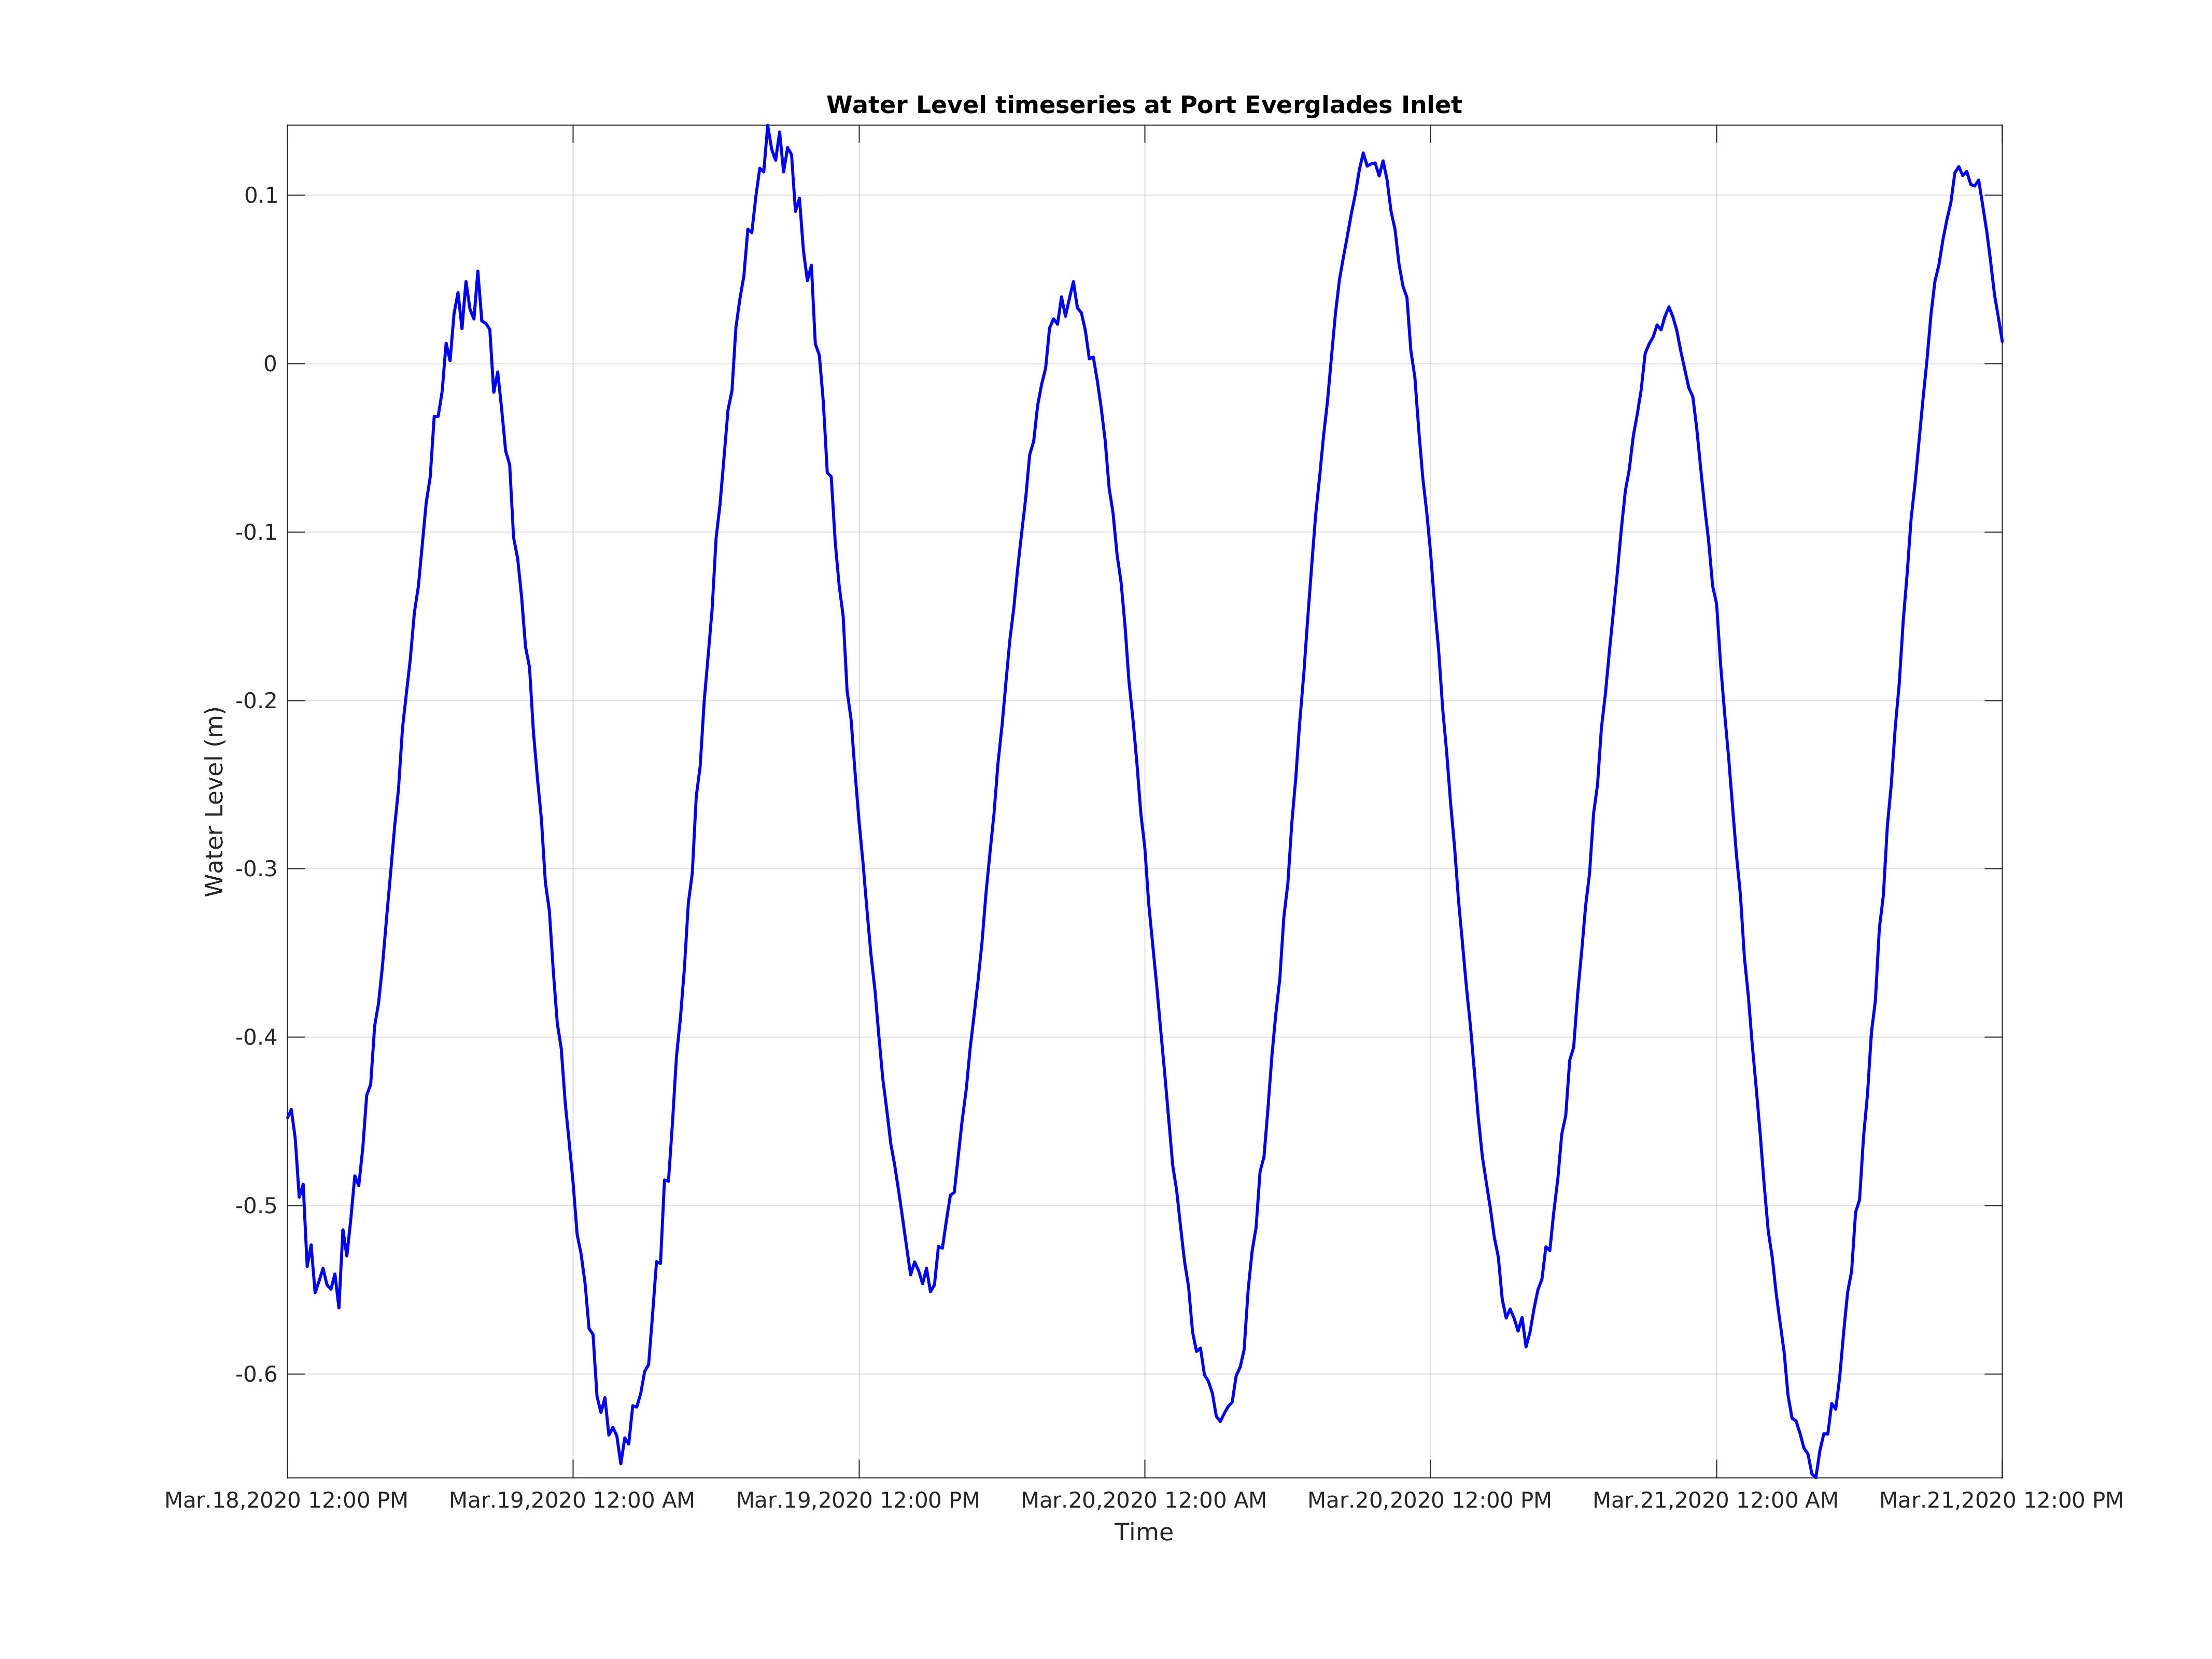 Water Level timeseries at Port Everglades Inlet
0.1
0
-0.1
-0.2
-0.3
-0.4
-0.5
-0.6
Water Level (m)
Mar.18,2020 12:00 PM Mar.19,2020 12:00 AM Mar.19,2020 12:00 PM Mar.20,2020 12:00 AM Mar.20,2020 12:00 PM Mar.21,2020 12:00 AM Mar.21,2020 12:00 PM
Time